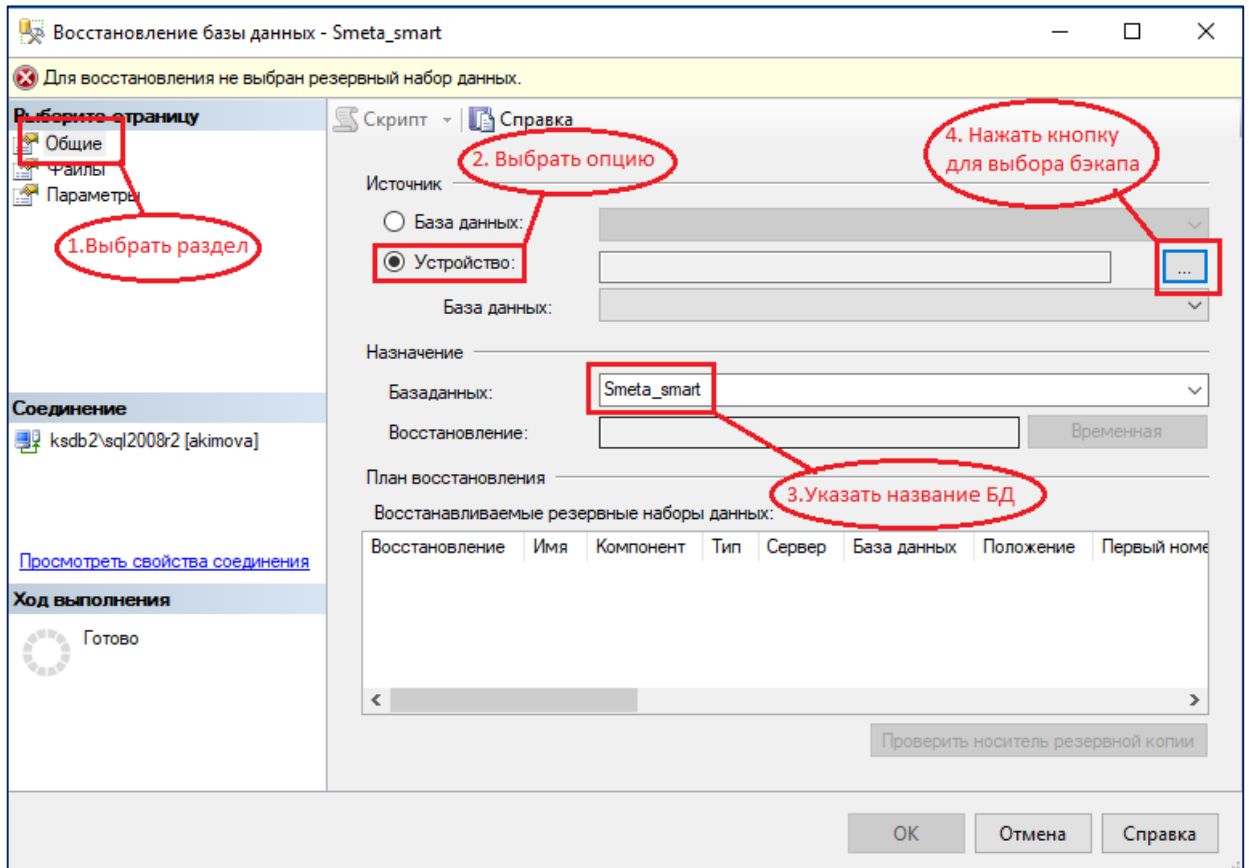 Восстановление базы данных - Smeta_smart
Для восстановления не выбран резервный набор данных.
Выберите страницу
Общие
Файлы
Параметры
1.Выбрать раздел
Соединение
ksdb2\sql2008r2 [akimova]
Просмотреть свойства соединения
Ход выполнения
Готово
Скрипт
Справка
2. Выбрать опцию
4. Нажать кнопку
для выбора бэкапа
Источник
База данных:
Устройство:
...
База данных:
Назначение
Базаданных:
Smeta_smart
Восстановление:
Временная
План восстановления
3.Указать название БД
Восстанавливаемые резервные наборы данных:
Восстановление Имя Компонент Тип Сервер База данных Положение Первый номе
Проверить носитель резервной копии
OK Отмена Справка